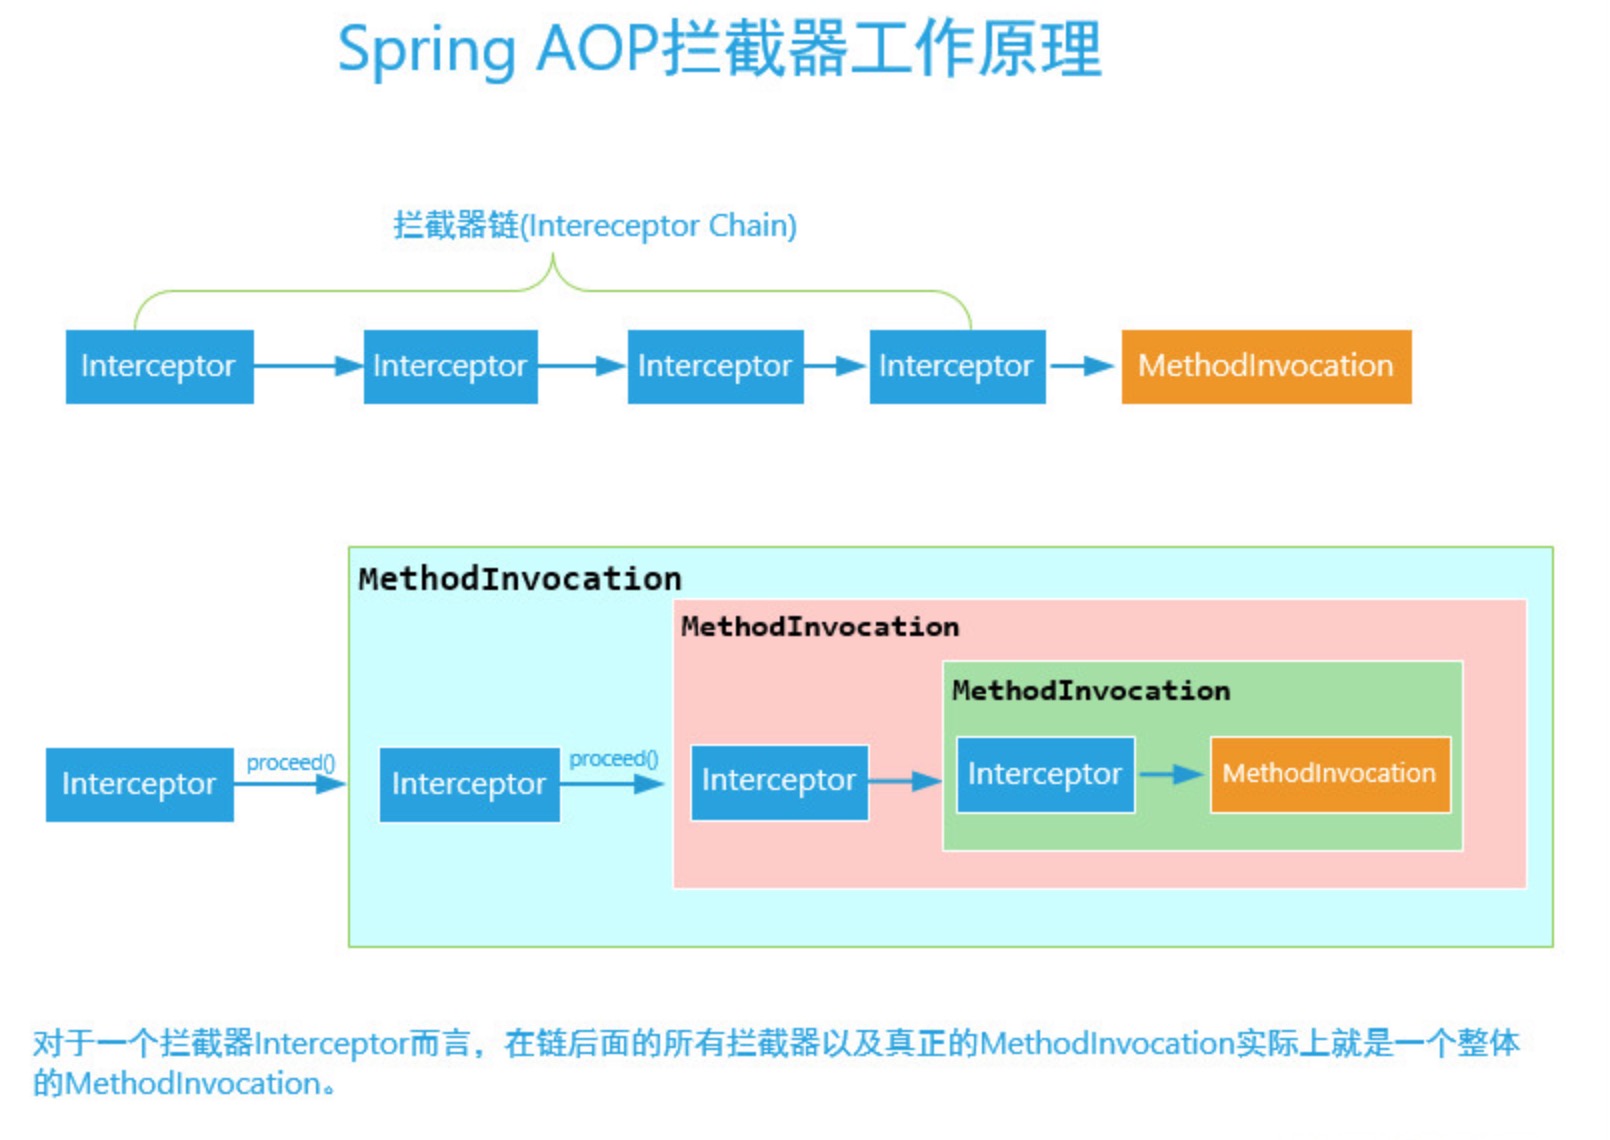 Spring AOP拦截器工作原理
拦截器链(Intereceptor Chain)
Interceptor
Interceptor
Interceptor
Interceptor
MethodInvocation
MethodInvocation
MethodInvocation
MethodInvocation
Interceptor
proceed()
Interceptor
proceed()
Interceptor
Interceptor
MethodInvocation
对于一个拦截器Interceptor而言，在链后面的所有拦截器以及真正的MethodInvocation实际上就是一个整体
的MethodInvocation。